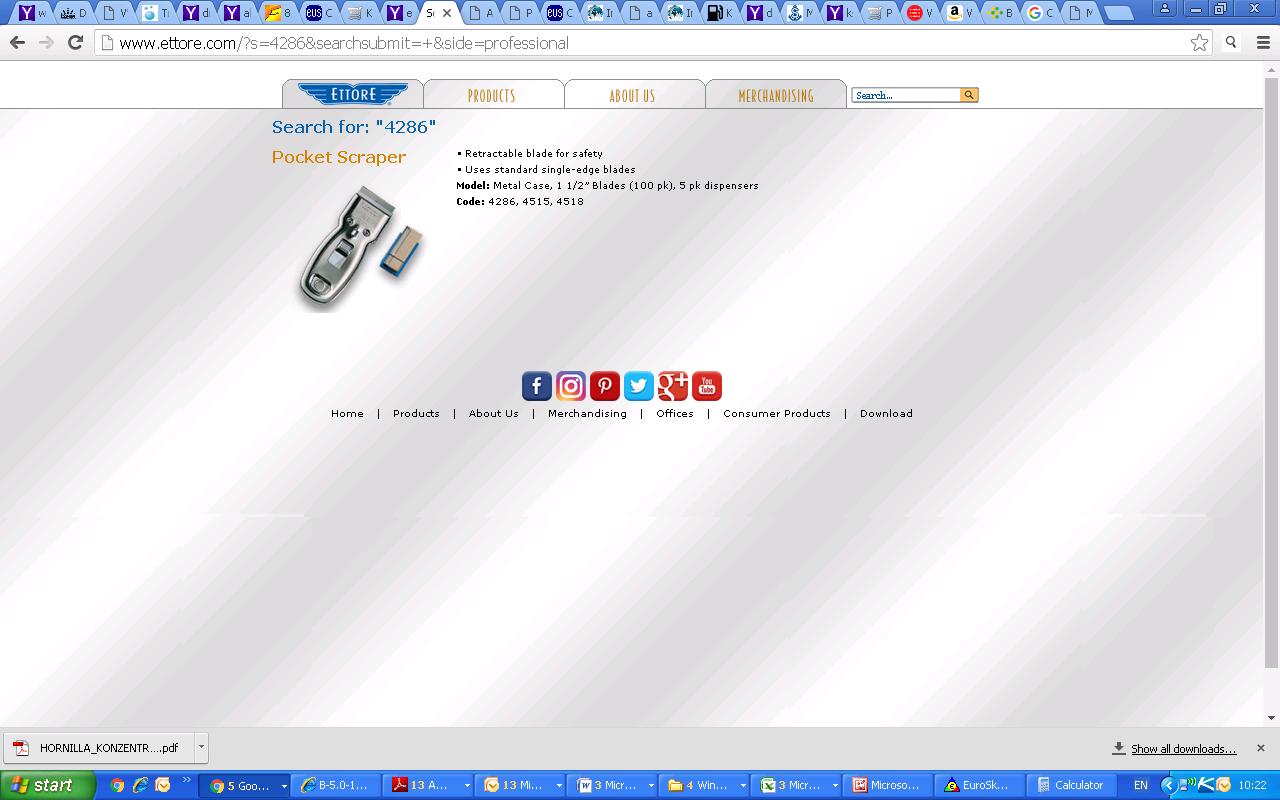 www.ettore.com/?s=4286&searchsubmit=+&side=professional
ETTORE
PRODUCTS
ABOUT US
MERCHANDISING
Search...
Search for: "4286"
Pocket Scraper
• Retractable blade for safety
• Uses standard single-edge blades
Model: Metal Case, 1 1/2" Blades (100 pk), 5 pk dispensers
Code: 4286, 4515, 4518
You Tube
Home | Products | About Us | Merchandising | Offices | Consumer Products | Download
HORNILLA_KONZENTR....pdf
Show all downloads...
start
5 Goo...
B-5.0-1...
13 A...
13 Mi...
3 Micr...
4 Win...
3 Micr...
Microso...
EuroSk...
Calculator
EN
10:22